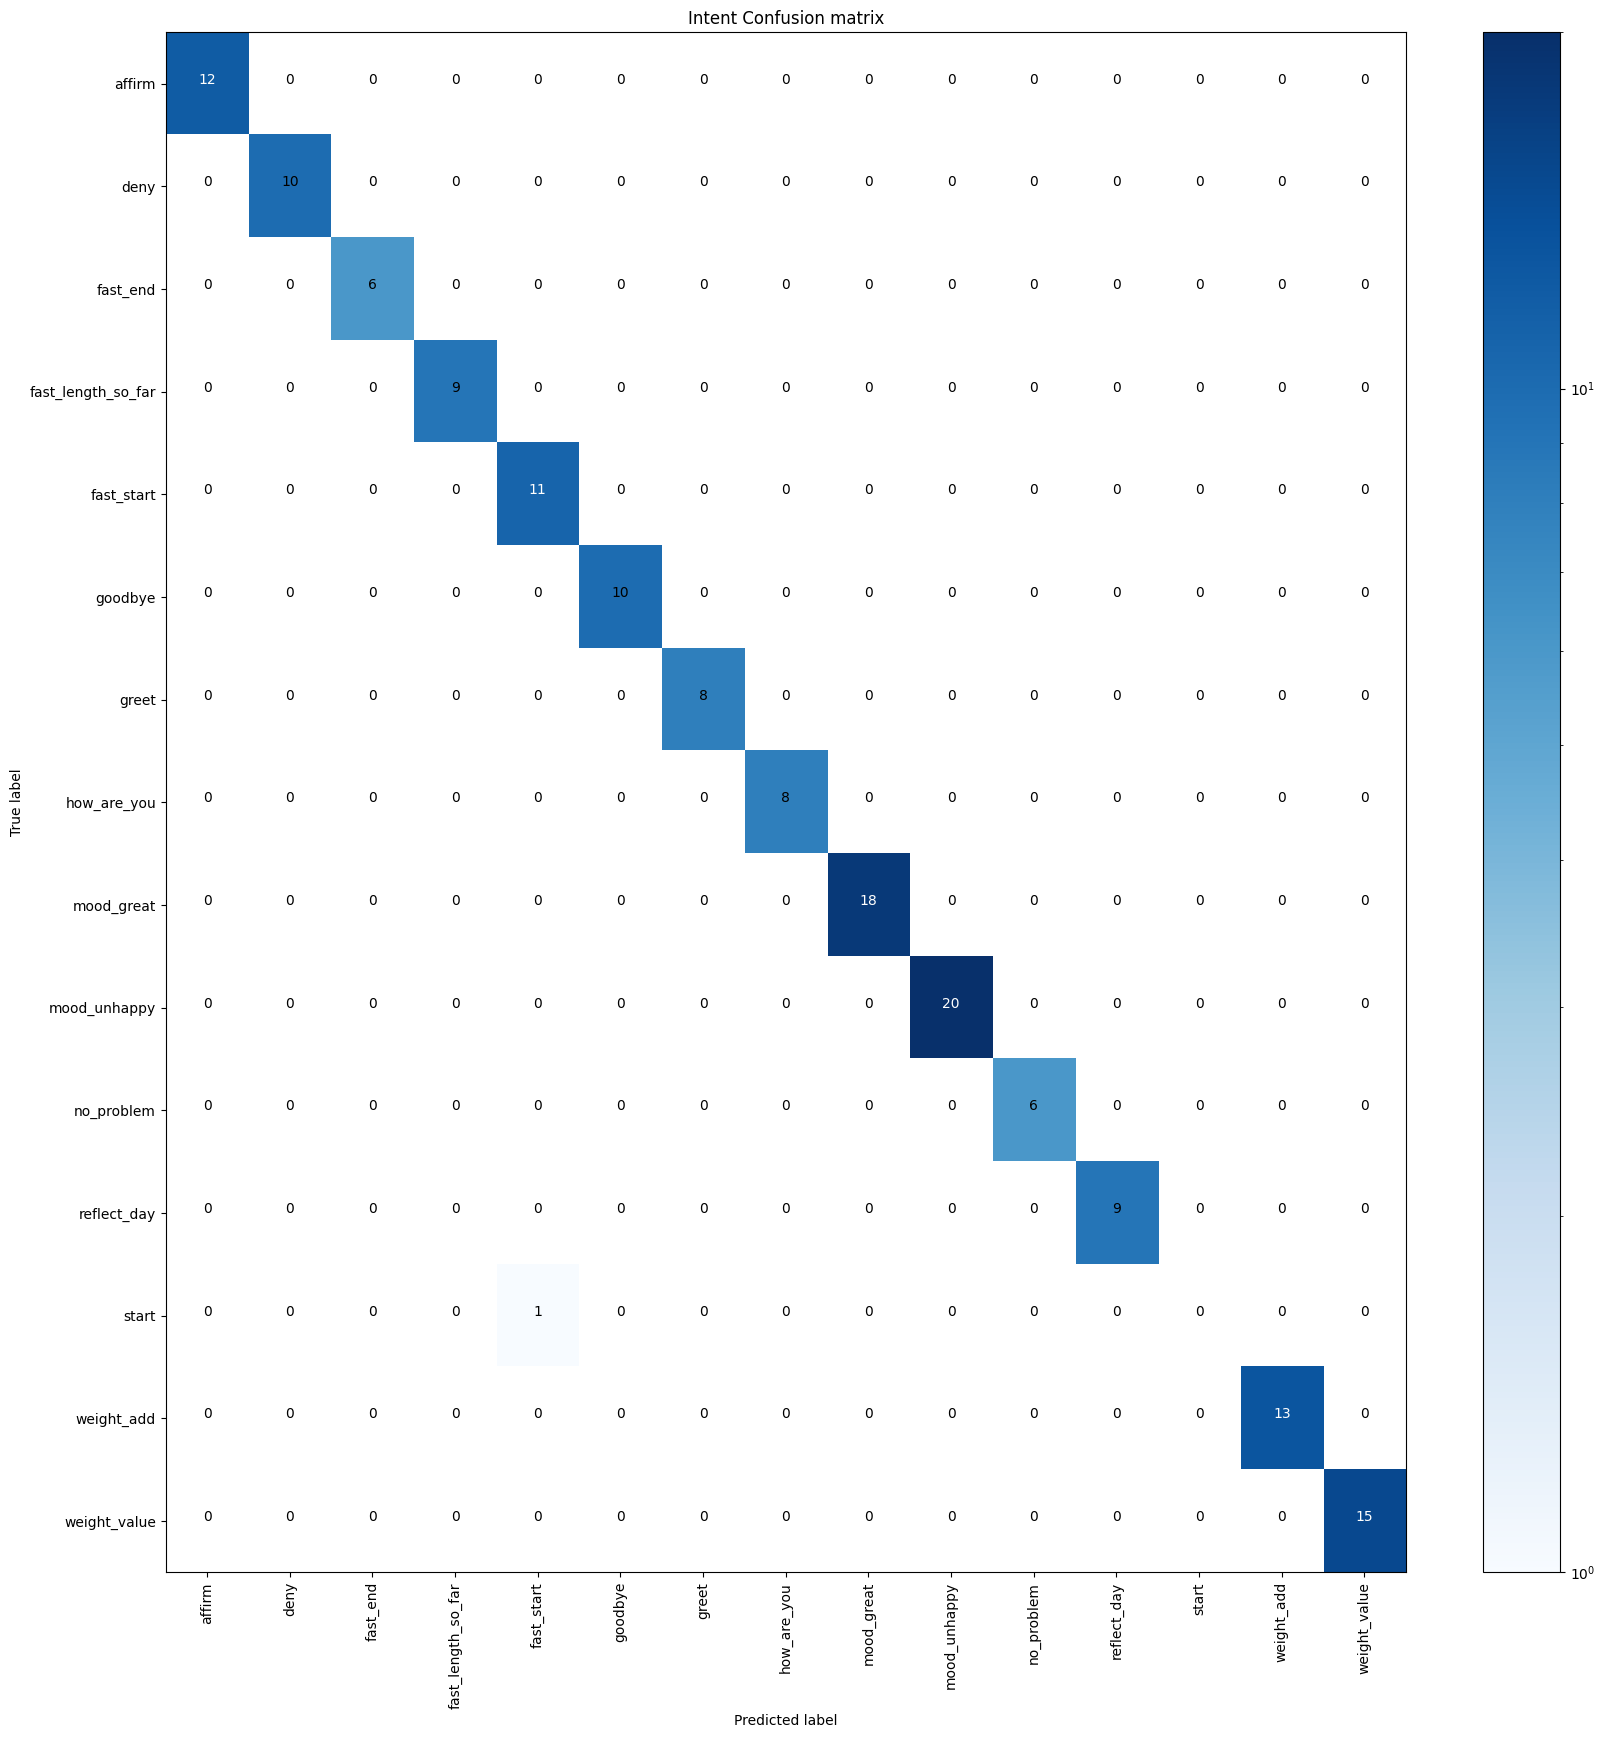 Intent Confusion matrix
affirm 12 0 0 0 0 0 0 0 0 0 0 0 0 0 0
deny 0 10 0 0 0 0 0 0 0 0 0 0 0 0 0
fast_end 0 0 6 0 0 0 0 0 0 0 0 0 0 0 0
fast_length_so_far 0 0 0 9 0 0 0 0 0 0 0 0 0 0 0
fast_start 0 0 0 0 11 0 0 0 0 0 0 0 0 0 0
goodbye 0 0 0 0 0 10 0 0 0 0 0 0 0 0 0
greet 0 0 0 0 0 0 8 0 0 0 0 0 0 0 0
how_are_you 0 0 0 0 0 0 0 8 0 0 0 0 0 0 0
mood_great 0 0 0 0 0 0 0 0 18 0 0 0 0 0 0
mood_unhappy 0 0 0 0 0 0 0 0 0 20 0 0 0 0 0
no_problem 0 0 0 0 0 0 0 0 0 0 6 0 0 0 0
reflect_day 0 0 0 0 0 0 0 0 0 0 0 9 0 0 0
start 0 0 0 0 1 0 0 0 0 0 0 0 0 0 0
weight_add 0 0 0 0 0 0 0 0 0 0 0 0 0 13 0
weight_value 0 0 0 0 0 0 0 0 0 0 0 0 0 0 15
True label
affirm
deny
fast_end
fast_length_so_far
fast_start
goodbye
greet
how_are_you
mood_great
mood_unhappy
no_problem
reflect_day
start
weight_add
weight_value
Predicted label
10¹
10⁰